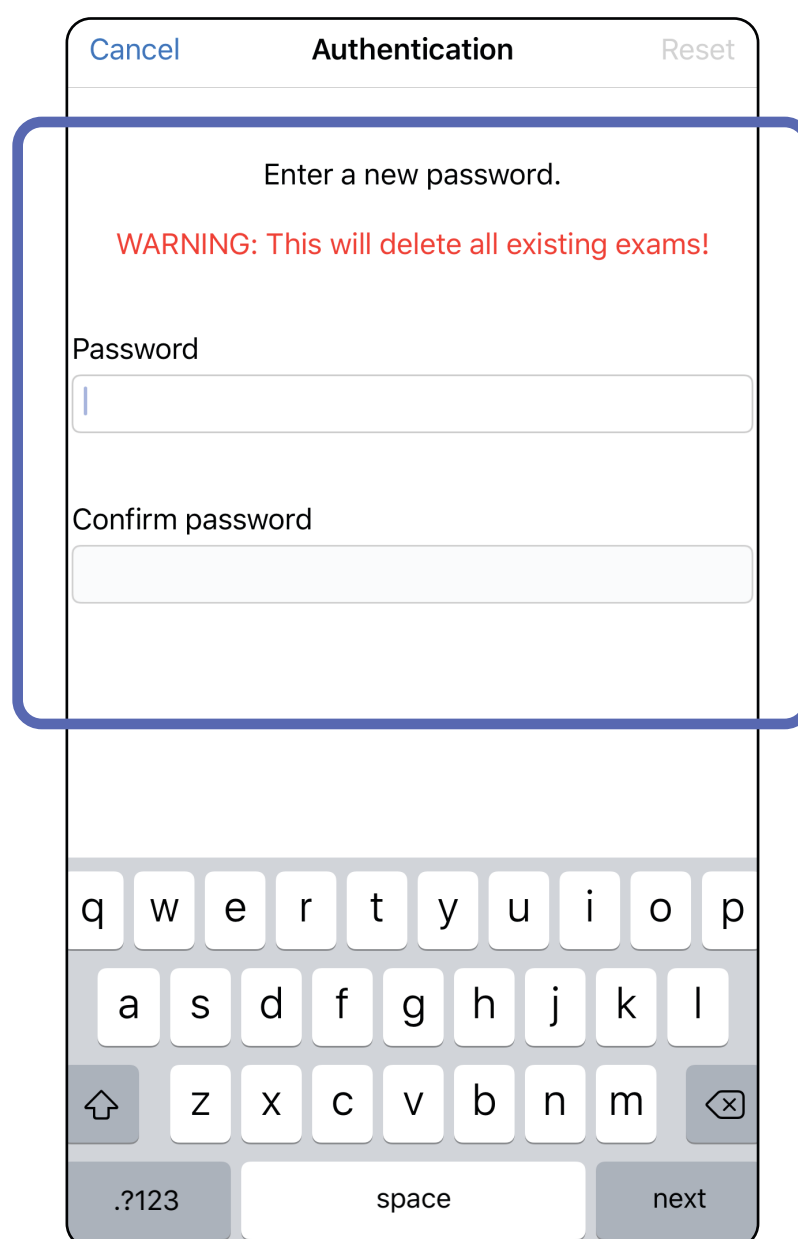 Cancel Authentication Reset
Enter a new password.
WARNING: This will delete all existing exams!
Password
Confirm password
q w e r t y u i o p
a s d f g h j k l
z x c v b n m
.?123 space next